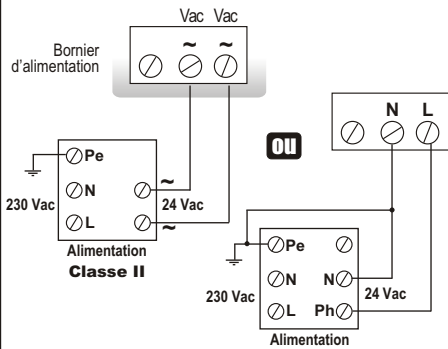 Vac Vac
Bornier
d'alimentation
~ ~
Pe
N
L
230 Vac
~
24 Vac
~
Alimentation
Classe II
ou
N L
Pe
N
L
230 Vac
N
Ph
24 Vac
Alimentation